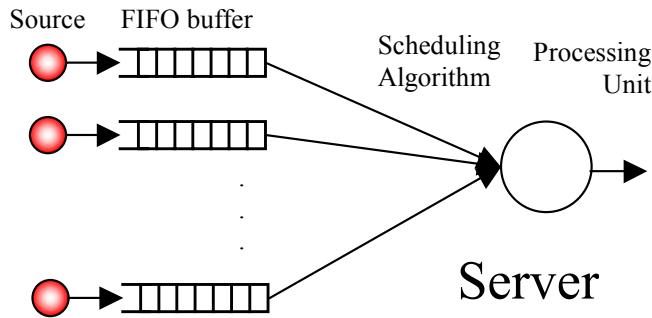 Source
FIFO buffer
Scheduling
Algorithm
Processing
Unit
Server